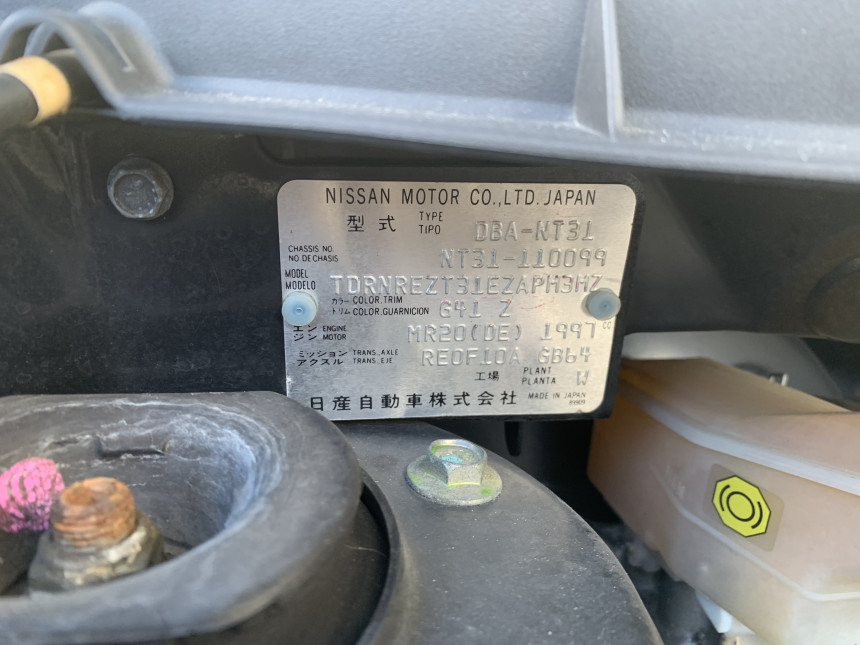 NISSAN MOTOR CO.,LTD. JAPAN
型式 TYPE TIPO DBA-NT31
CHASSIS NO. NO DE CHASIS NT31-110099
MODEL MODELO TDRNREZT31EZAPH3HZ
カラー COLOR,TRIM
トリム COLOR,GUARNICION G41 Z
エンジン ENGINE MOTOR MR20(DE) 1997 CC
ミッション TRANS.,AXLE
アクスル TRANS.,EJE RE0F10A GB64
工場 PLANT PLANTA W
日産自動車株式会社 MADE IN JAPAN